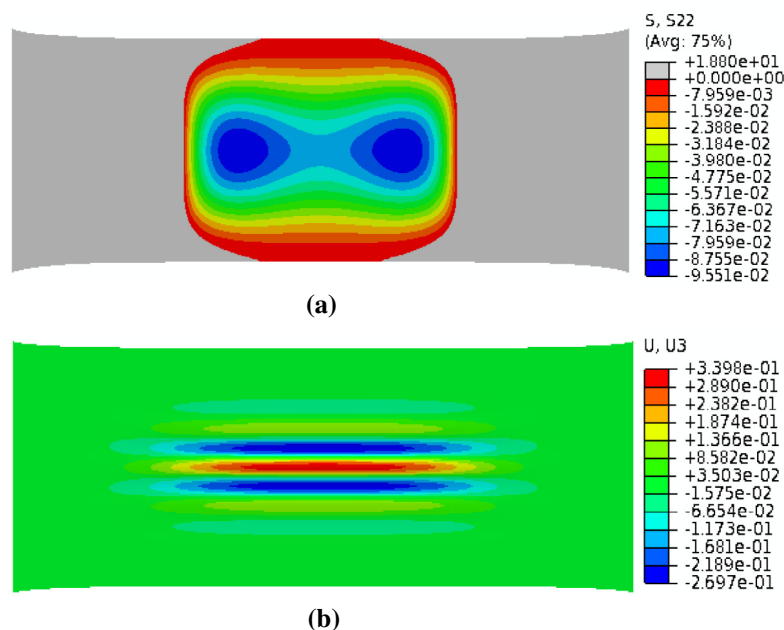 S, S22
(Avg: 75%)
+1.880e+01
+0.000e+00
-7.959e-03
-1.592e-02
-2.388e-02
-3.184e-02
-3.980e-02
-4.775e-02
-5.571e-02
-6.367e-02
-7.163e-02
-7.959e-02
-8.755e-02
-9.551e-02
(a)
U, U3
+3.398e-01
+2.890e-01
+2.382e-01
+1.874e-01
+1.366e-01
+8.582e-02
+3.503e-02
-1.575e-02
-6.654e-02
-1.173e-01
-1.681e-01
-2.189e-01
-2.697e-01
(b)